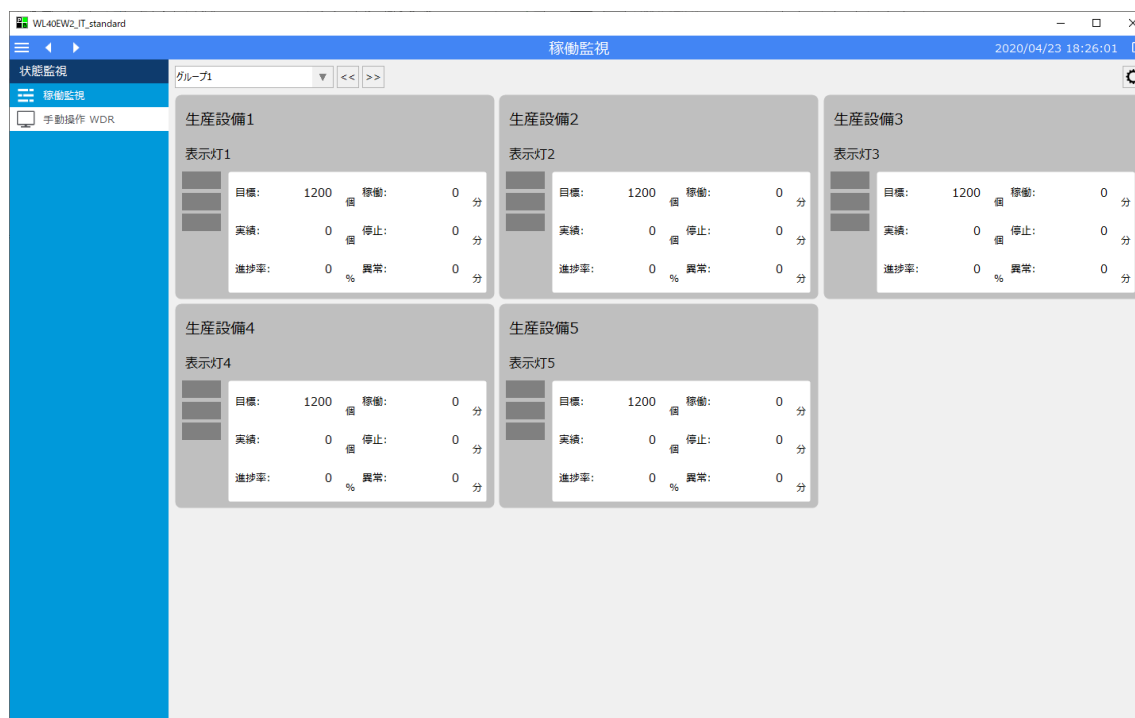 WL40EW2_IT_standard
稼働監視 2020/04/23 18:26:01
状態監視
稼働監視
手動操作 WDR
グループ1 ▼ << >>
生産設備1
表示灯1
目標: 1200 個 稼働: 0 分
実績: 0 個 停止: 0 分
進捗率: 0 % 異常: 0 分
生産設備2
表示灯2
目標: 1200 個 稼働: 0 分
実績: 0 個 停止: 0 分
進捗率: 0 % 異常: 0 分
生産設備3
表示灯3
目標: 1200 個 稼働: 0 分
実績: 0 個 停止: 0 分
進捗率: 0 % 異常: 0 分
生産設備4
表示灯4
目標: 1200 個 稼働: 0 分
実績: 0 個 停止: 0 分
進捗率: 0 % 異常: 0 分
生産設備5
表示灯5
目標: 1200 個 稼働: 0 分
実績: 0 個 停止: 0 分
進捗率: 0 % 異常: 0 分